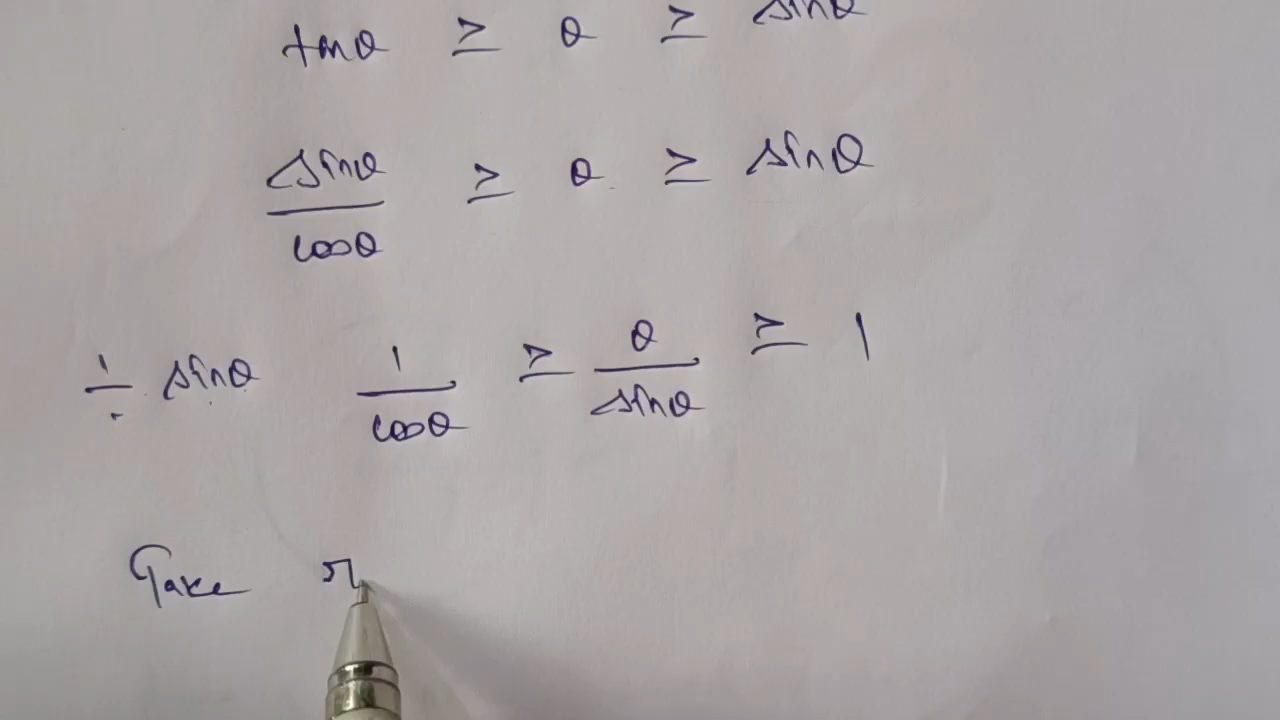 tanθ ≥ θ ≥ sinθ
sinθ/cosθ ≥ θ ≥ sinθ
÷ sinθ 1/cosθ ≥ θ/sinθ ≥ 1
Take